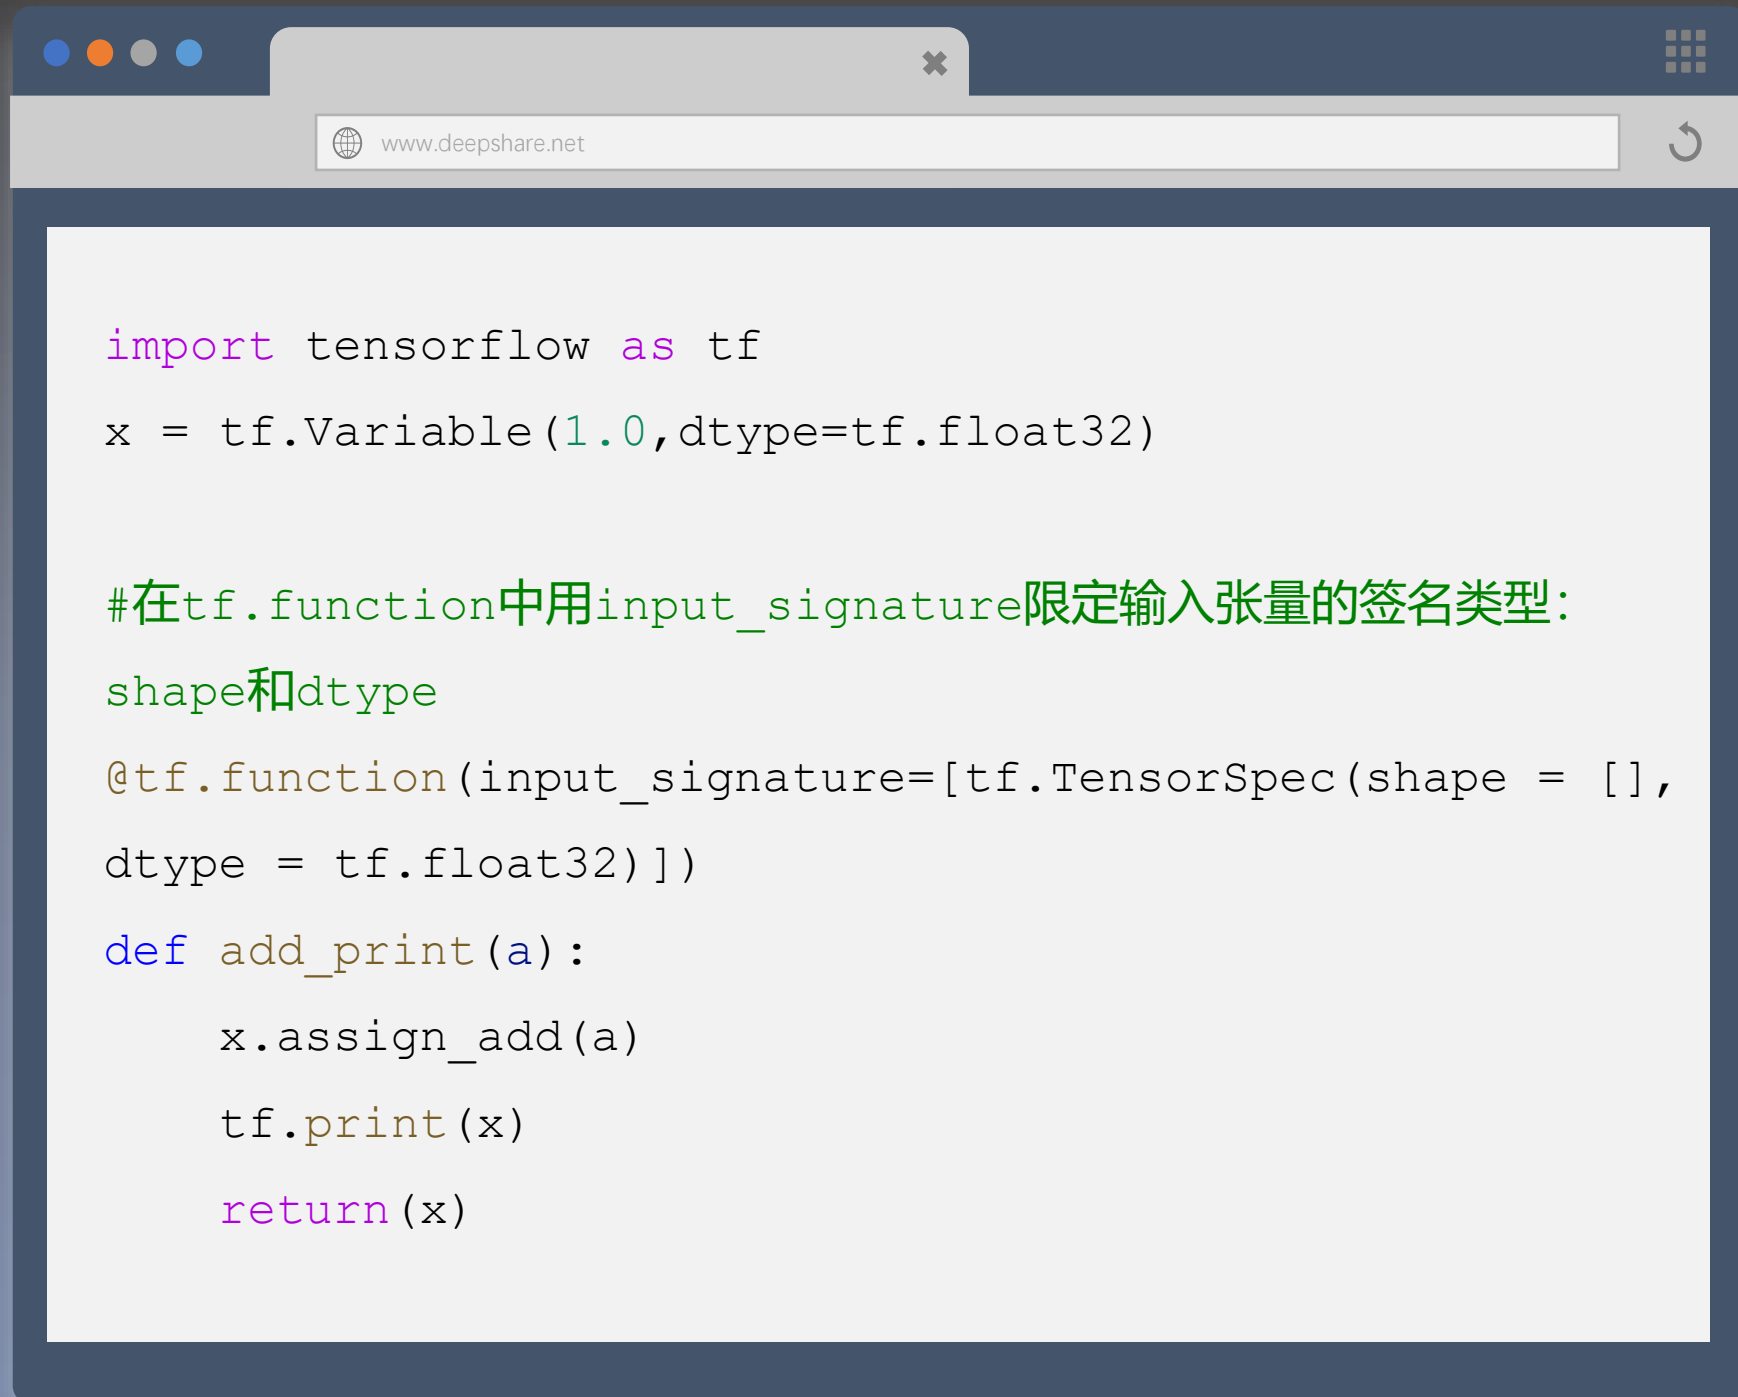 www.deepshare.net
import tensorflow as tf
x = tf.Variable(1.0,dtype=tf.float32)
#在tf.function中用input_signature限定输入张量的签名类型:
shape和dtype
@tf.function(input_signature=[tf.TensorSpec(shape = [],
dtype = tf.float32)])
def add_print(a):
    x.assign_add(a)
    tf.print(x)
    return(x)